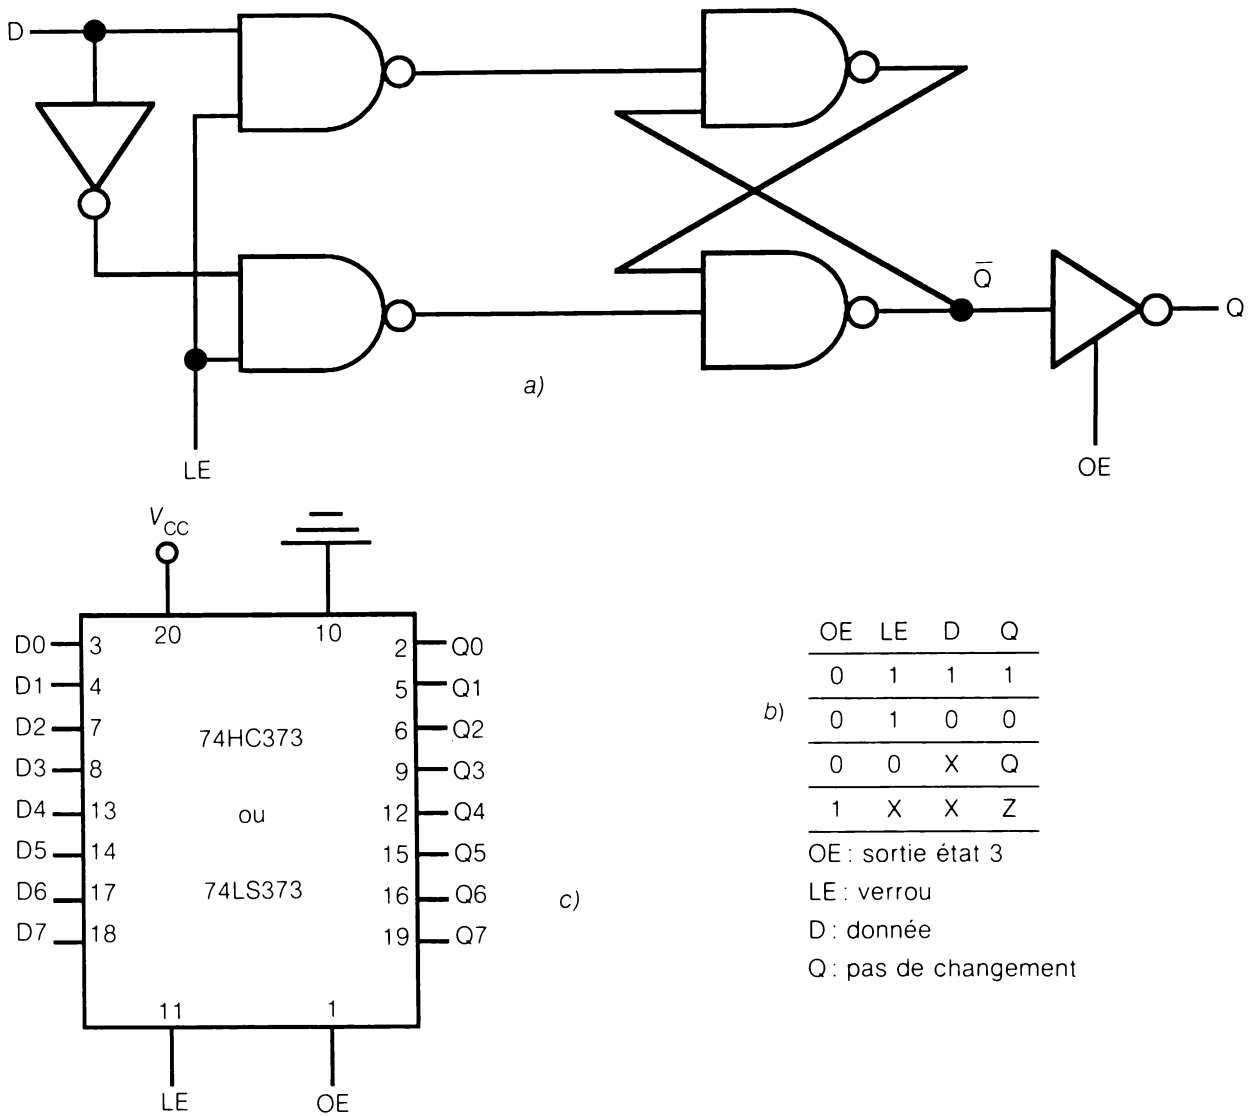 D
Q̅
Q
a)
LE
OE
V_CC
20
10
D0 3
2 Q0
D1 4
5 Q1
D2 7
6 Q2
74HC373
D3 8
9 Q3
D4 13
12 Q4
ou
D5 14
15 Q5
D6 17
16 Q6
74LS373
D7 18
19 Q7
11
1
LE
OE
c)
b)
OE LE D Q
0 1 1 1
0 1 0 0
0 0 X Q
1 X X Z
OE : sortie état 3
LE : verrou
D : donnée
Q : pas de changement